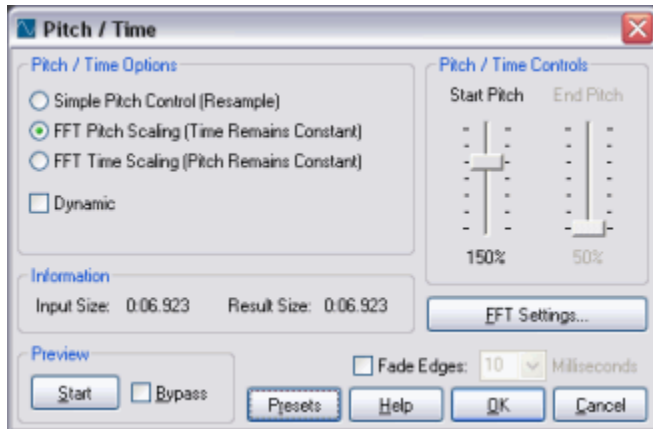 Pitch / Time
Pitch / Time Options
Simple Pitch Control (Resample)
FFT Pitch Scaling (Time Remains Constant)
FFT Time Scaling (Pitch Remains Constant)
Dynamic
Pitch / Time Controls
Start Pitch End Pitch
150% 50%
Information
Input Size: 0:06.923 Result Size: 0:06.923
FFT Settings...
Preview
Start Bypass
Fade Edges: 10 Milliseconds
Presets Help OK Cancel